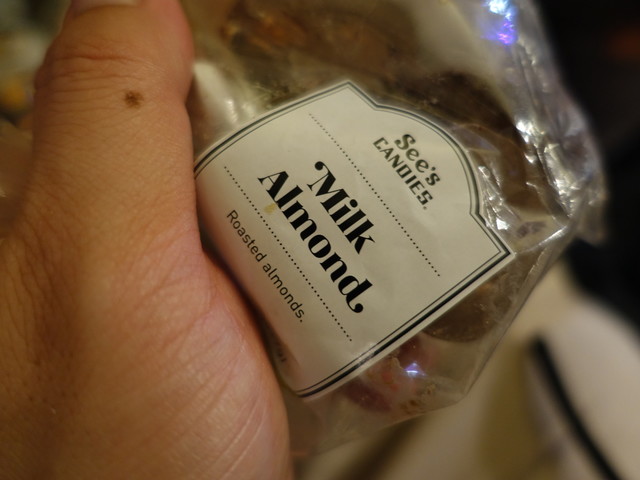 See's
CANDIES®
Milk
Almond
Roasted almonds.